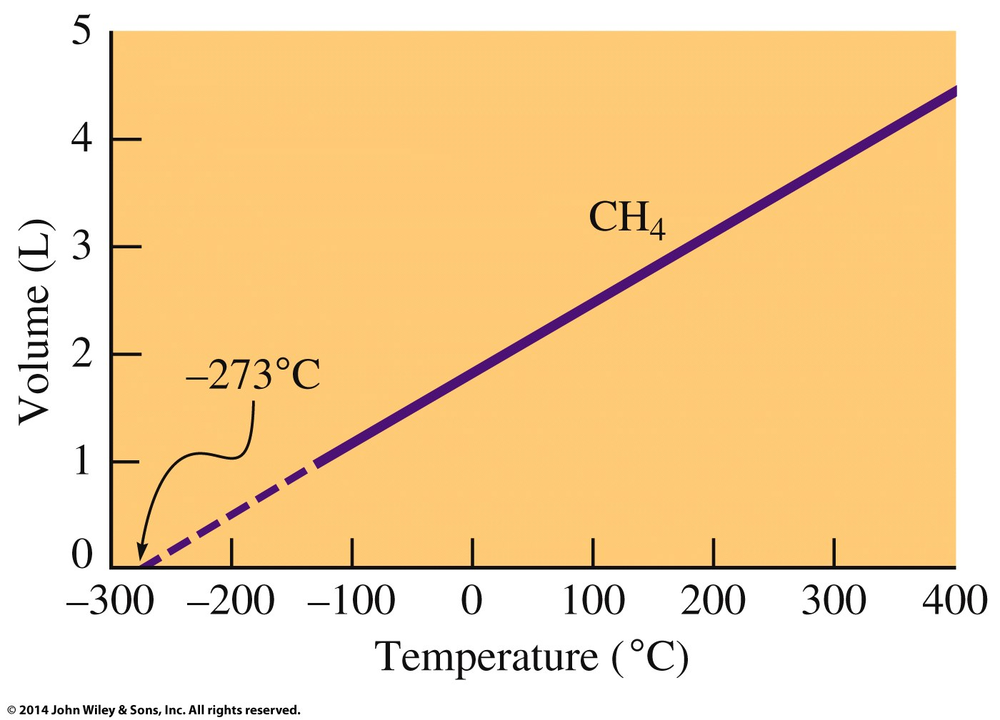 5
4
3
2
1
0
Volume (L)
CH₄
–273°C
–300 –200 –100 0 100 200 300 400
Temperature (°C)
© 2014 John Wiley & Sons, Inc. All rights reserved.